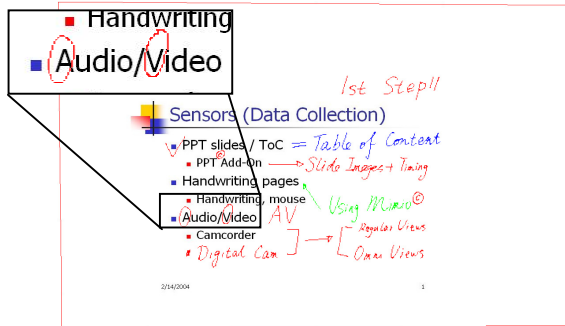 Handwriting
Audio/Video
1st Step!!
Sensors (Data Collection)
PPT slides / ToC = Table of Content
PPT Add-On © → Slide Images + Timing
Handwriting pages
Using Mimio ©
Handwriting, mouse
Audio/Video AV
Camcorder
Regular Views
Digital Cam
Omni Views
2/14/2004
1